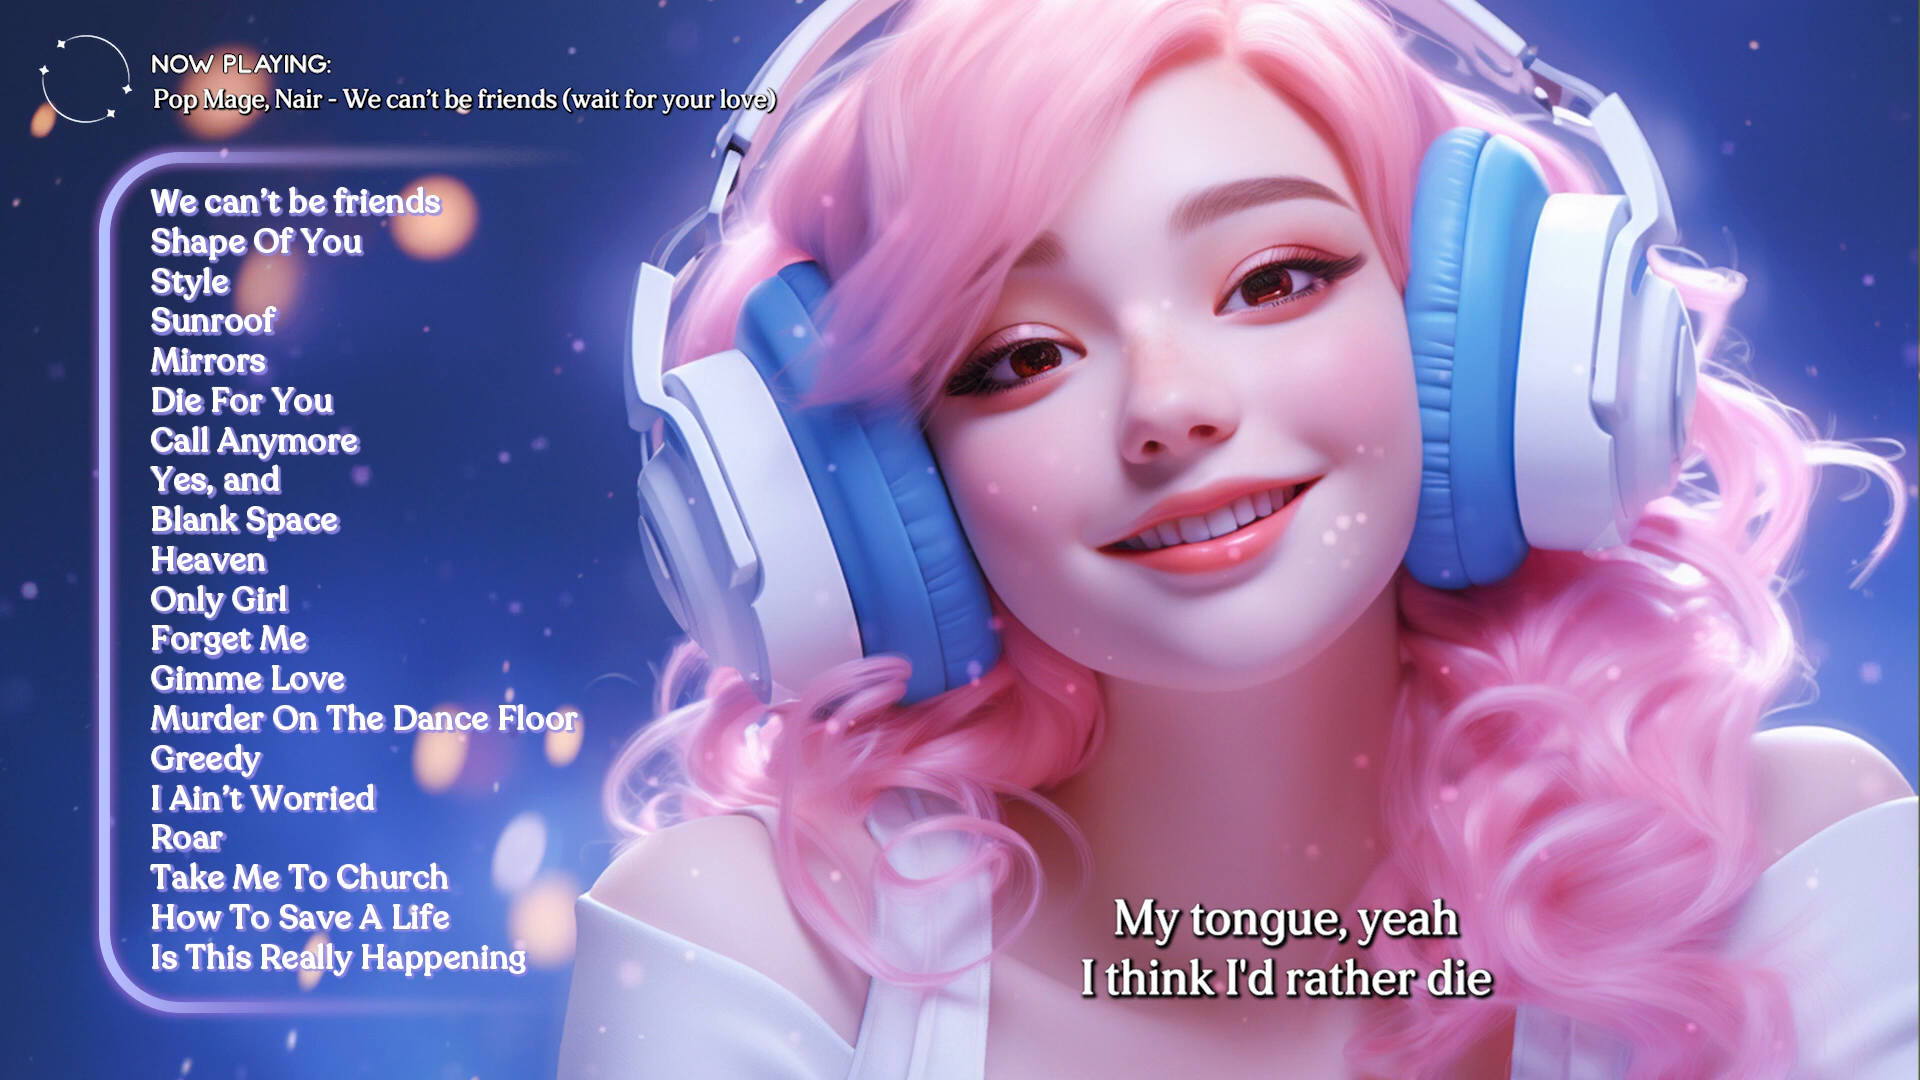 NOW PLAYING:
Pop Mage, Nair - We can't be friends (wait for your love)
We can't be friends
Shape Of You
Style
Sunroof
Mirrors
Die For You
Call Anymore
Yes, and
Blank Space
Heaven
Only Girl
Forget Me
Gimme Love
Murder On The Dance Floor
Greedy
I Ain't Worried
Roar
Take Me To Church
How To Save A Life
Is This Really Happening
My tongue, yeah
I think I'd rather die